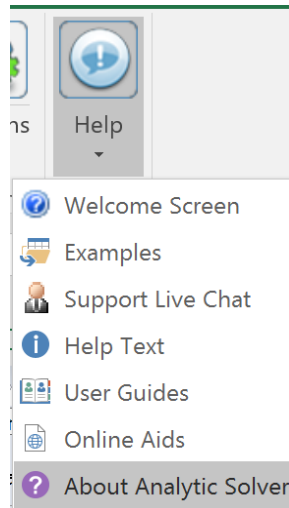 ns
Help
Welcome Screen
Examples
Support Live Chat
Help Text
User Guides
Online Aids
About Analytic Solver